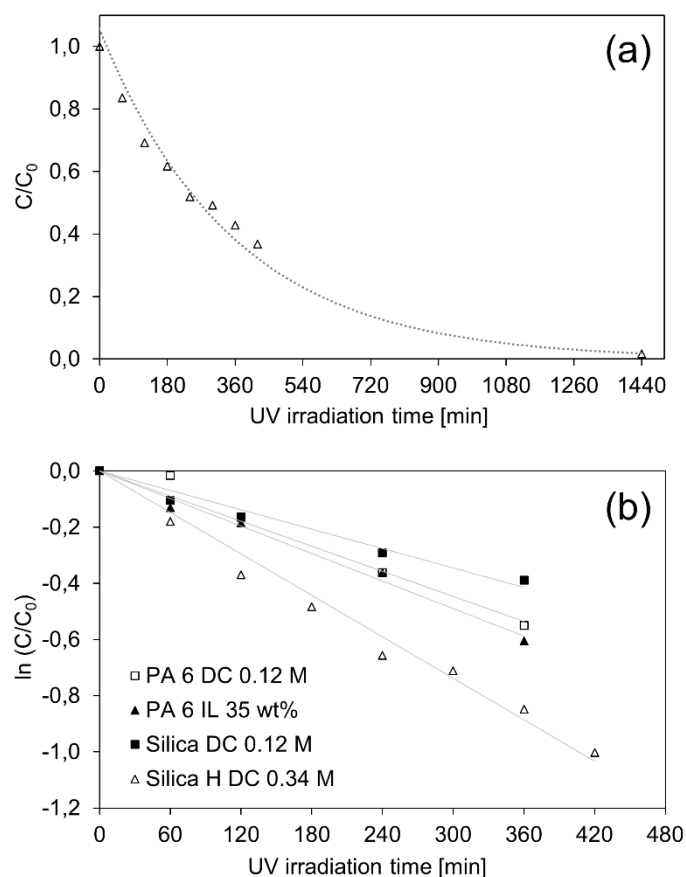 (a)
1,0
0,8
0,6
0,4
0,2
0,0
C/C₀
0 180 360 540 720 900 1080 1260 1440
UV irradiation time [min]
(b)
0,0
-0,2
-0,4
-0,6
-0,8
-1,0
-1,2
ln (C/C₀)
PA 6 DC 0.12 M
PA 6 IL 35 wt%
Silica DC 0.12 M
Silica H DC 0.34 M
0 60 120 180 240 300 360 420 480
UV irradiation time [min]